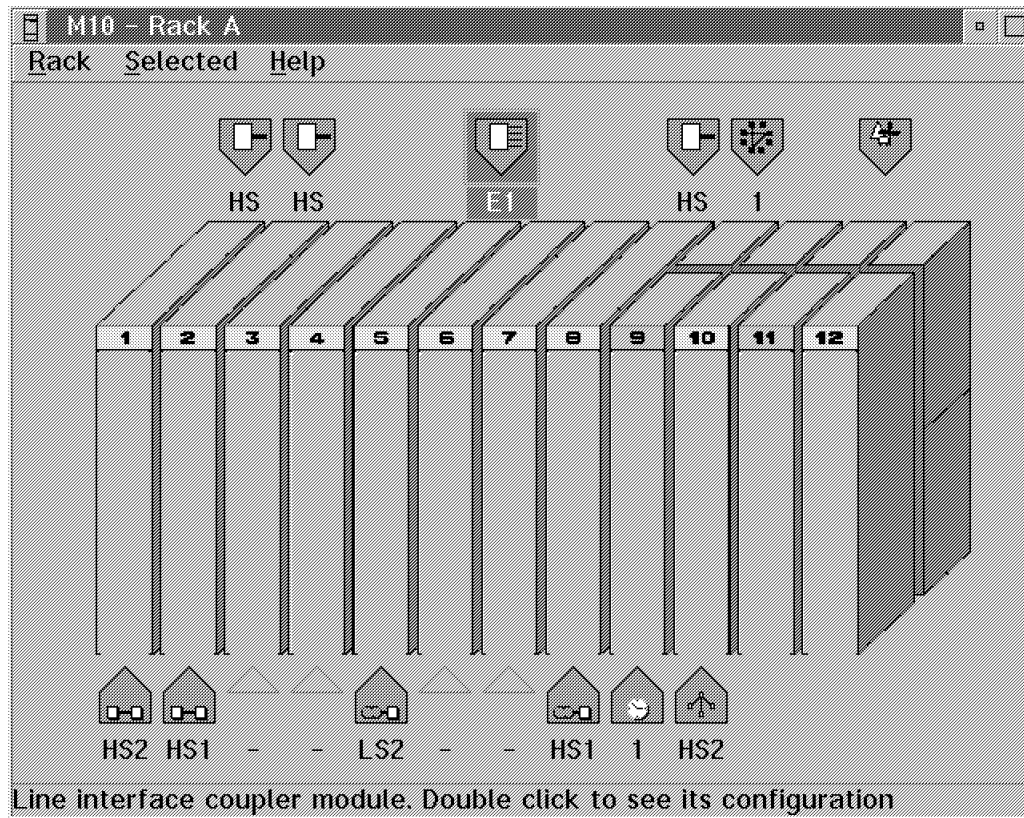 M10 - Rack A
Rack Selected Help
HS HS E1 HS 1
1 2 3 4 5 6 7 8 9 10 11 12
HS2 HS1 - - LS2 - - HS1 1 HS2
Line interface coupler module. Double click to see its configuration